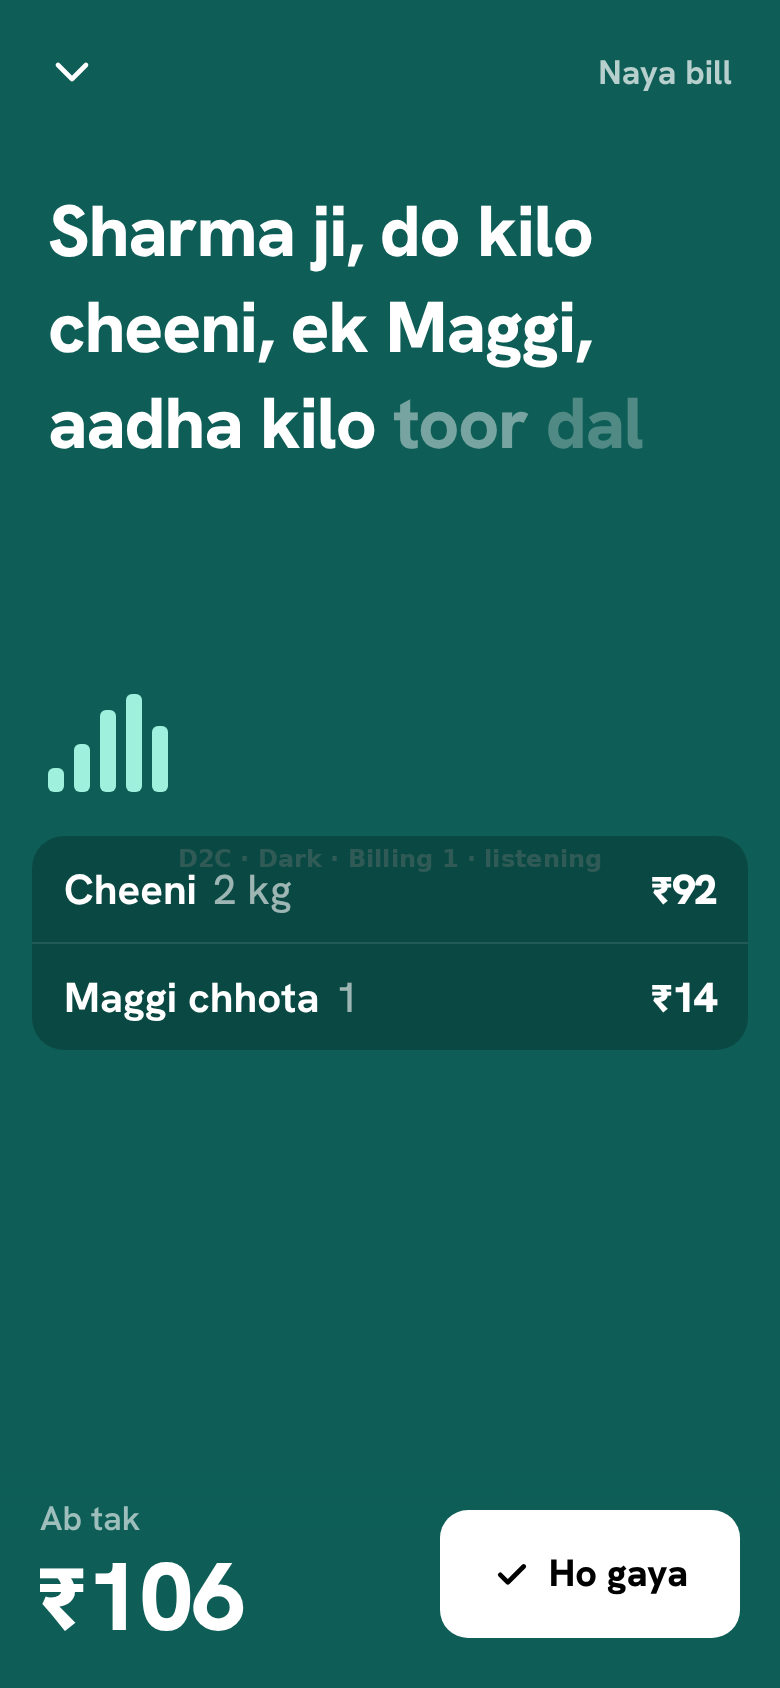 Naya bill
Sharma ji, do kilo
cheeni, ek Maggi,
aadha kilo toor dal
D2C · Dark · Billing 1 · listening
Cheeni 2 kg ₹92
Maggi chhota 1 ₹14
Ab tak
₹106
Ho gaya